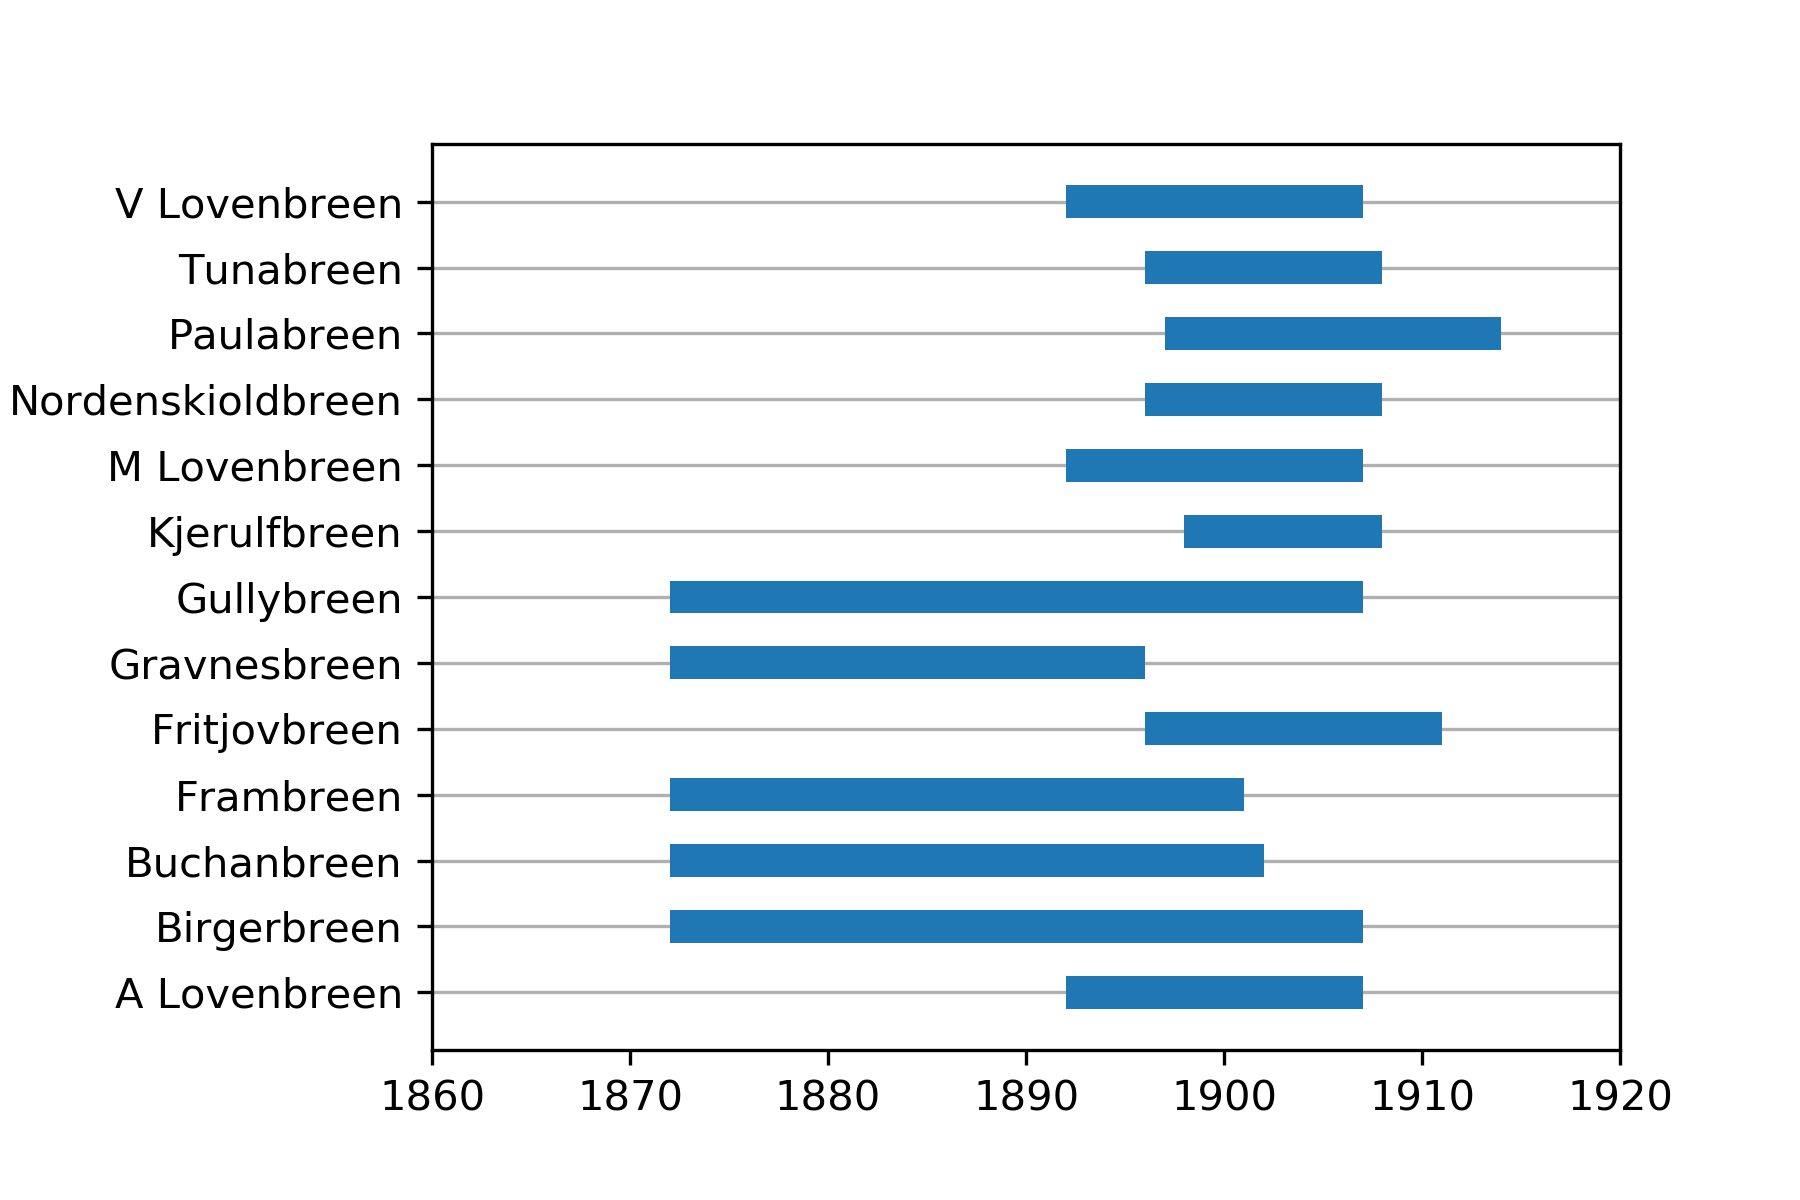 V Lovenbreen
Tunabreen
Paulabreen
Nordenskioldbreen
M Lovenbreen
Kjerulfbreen
Gullybreen
Gravnesbreen
Fritjovbreen
Frambreen
Buchanbreen
Birgerbreen
A Lovenbreen
1860 1870 1880 1890 1900 1910 1920